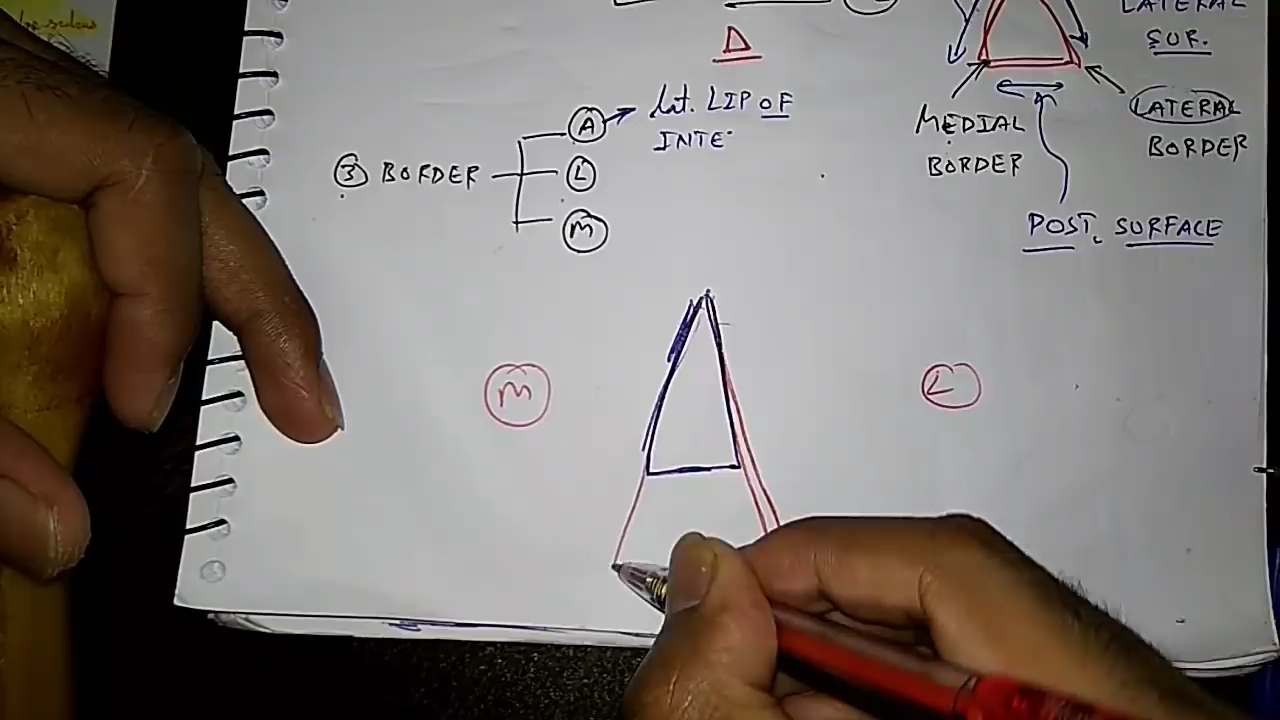 LATERAL
SUR.
D
MEDIAL
BORDER
LATERAL
BORDER
POST. SURFACE
③ BORDER
A
Lat. LIP OF
INTE
L
M
M
L